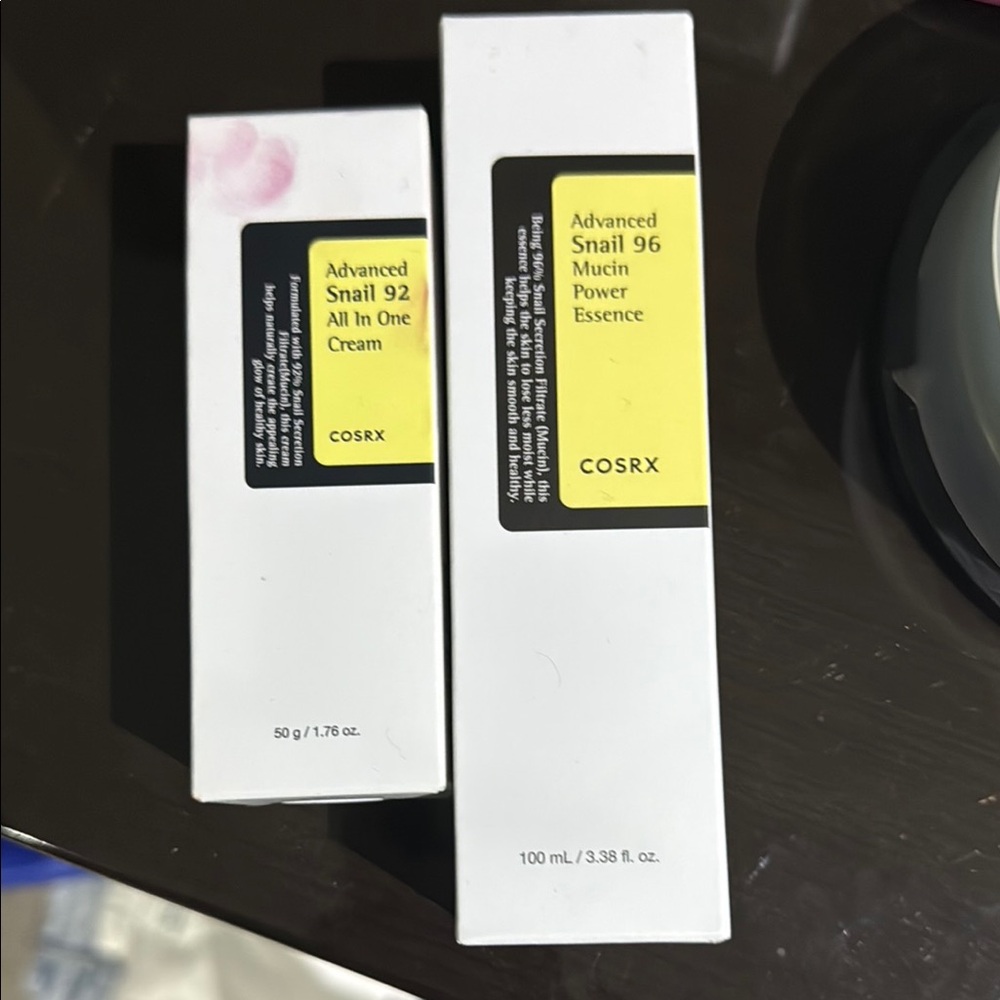 Advanced
Snail 92
All In One
Cream
COSRX
Formulated with 92% Snail Secretion
Filtrate(Mucin), this cream
helps naturally create the appealing
glow of healthy skin.
50 g / 1.76 oz.
Advanced
Snail 96
Mucin
Power
Essence
COSRX
Being 96% Snail Secretion Filtrate (Mucin), this
essence helps the skin to lose less moist while
keeping the skin smooth and healthy.
100 mL / 3.38 fl. oz.